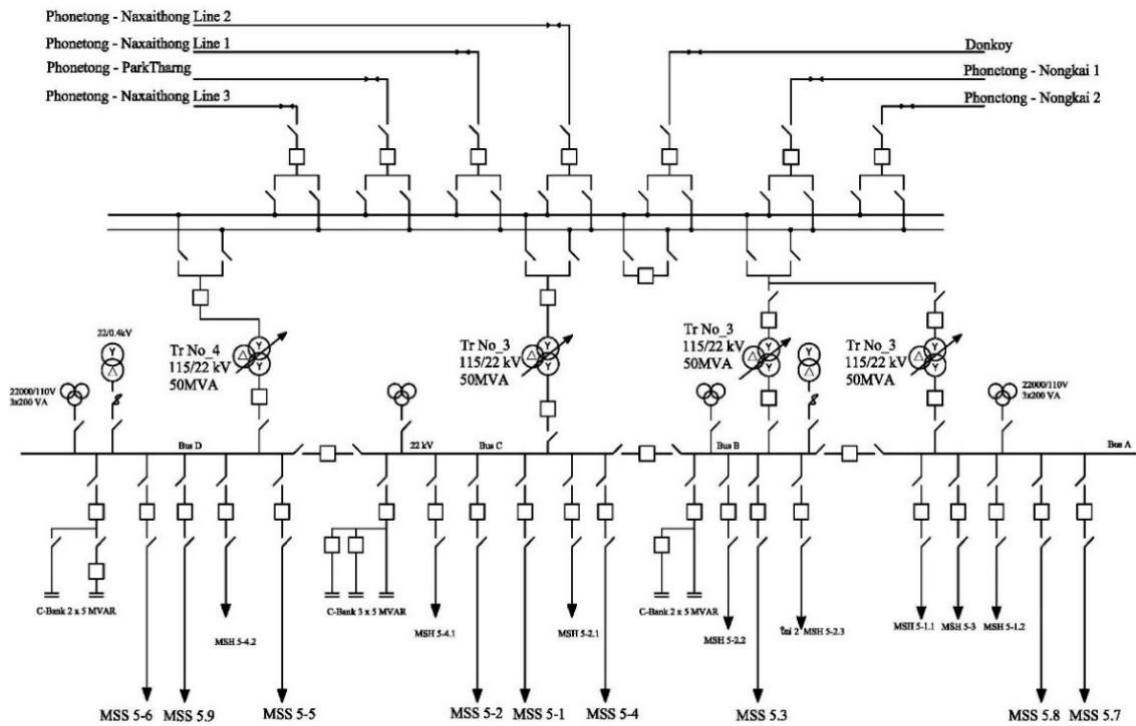 Phonetong - Naxaithong Line 2
Phonetong - Naxaithong Line 1
Phonetong - ParkTharng
Phonetong - Naxaithong Line 3
Donkoy
Phonetong - Nongkai 1
Phonetong - Nongkai 2
22/0.4kV
22000/110V
3x200 VA
Tr No_4
115/22 kV
50MVA
Tr No_3
115/22 kV
50MVA
Tr No_3
115/22 kV
50MVA
Tr No_3
115/22 kV
50MVA
22000/110V
3x200 VA
Bus D
22 kV
Bus C
Bus B
Bus A
C-Bank 2 x 5 MVAR
MSH 5-4.2
C-Bank 3 x 5 MVAR
MSH 5-4.1
MSH 5-2.1
C-Bank 2 x 5 MVAR
MSH 5-2.2
2 MSH 5-2.3
MSH 5-1.1
MSH 5-3
MSH 5-1.2
MSS 5-6
MSS 5.9
MSS 5-5
MSS 5-2
MSS 5-1
MSS 5-4
MSS 5.3
MSS 5.8
MSS 5.7